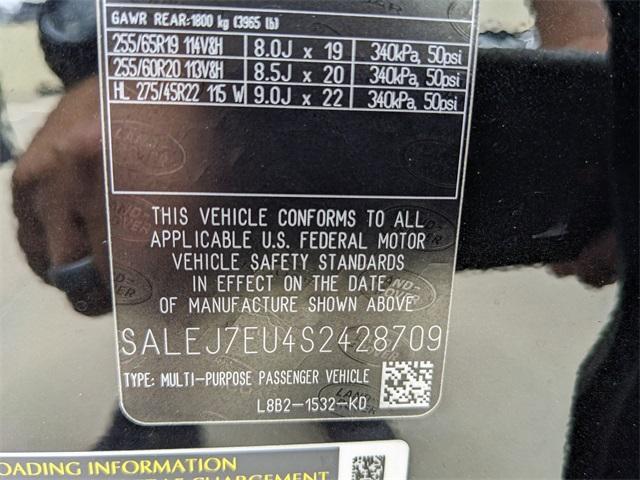 GAWR REAR:1800 kg (3965 lb)
255/65R19 114V8H 8.0J x 19 340kPa, 50psi
255/60R20 113V8H 8.5J x 20 340kPa, 50psi
HL 275/45R22 115 W 9.0J x 22 340kPa, 50psi
THIS VEHICLE CONFORMS TO ALL
APPLICABLE U.S. FEDERAL MOTOR
VEHICLE SAFETY STANDARDS
IN EFFECT ON THE DATE
OF MANUFACTURE SHOWN ABOVE
SALEJ7EU4S2428709
TYPE: MULTI-PURPOSE PASSENGER VEHICLE
L8B2-1532-KD
OADING INFORMATION